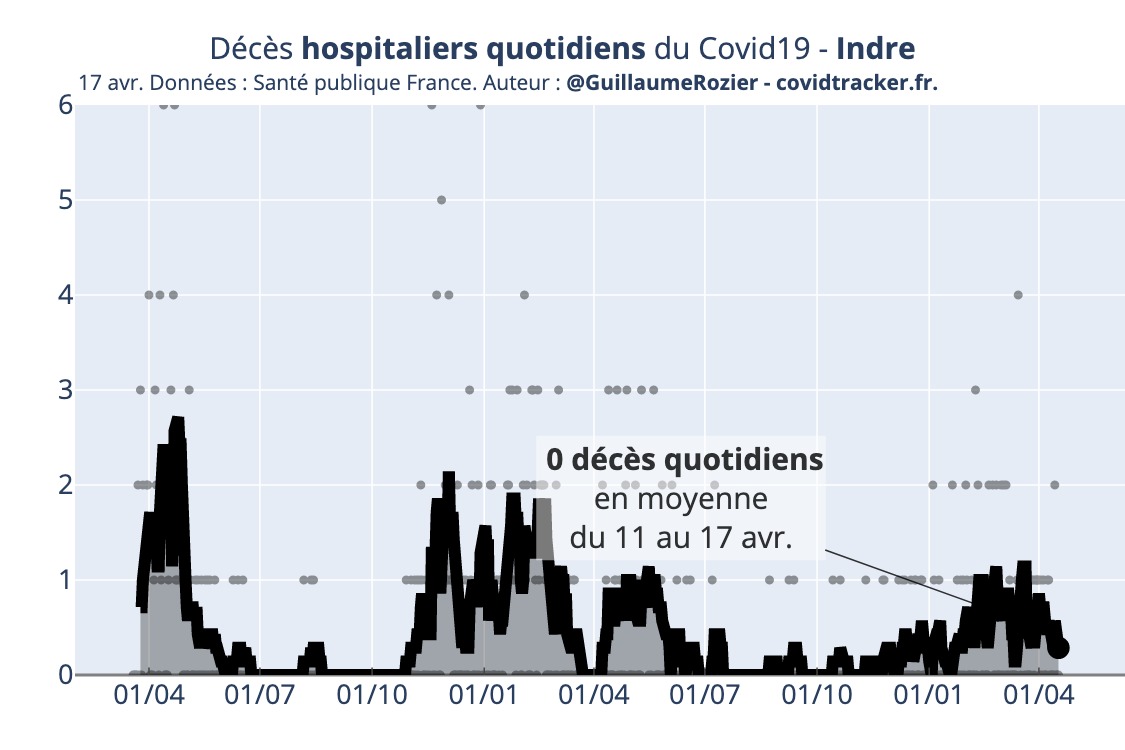 Décès hospitaliers quotidiens du Covid19 - Indre
17 avr. Données : Santé publique France. Auteur : @GuillaumeRozier - covidtracker.fr.
6
5
4
3
2
1
0
0 décès quotidiens
en moyenne
du 11 au 17 avr.
01/04 01/07 01/10 01/01 01/04 01/07 01/10 01/01 01/04